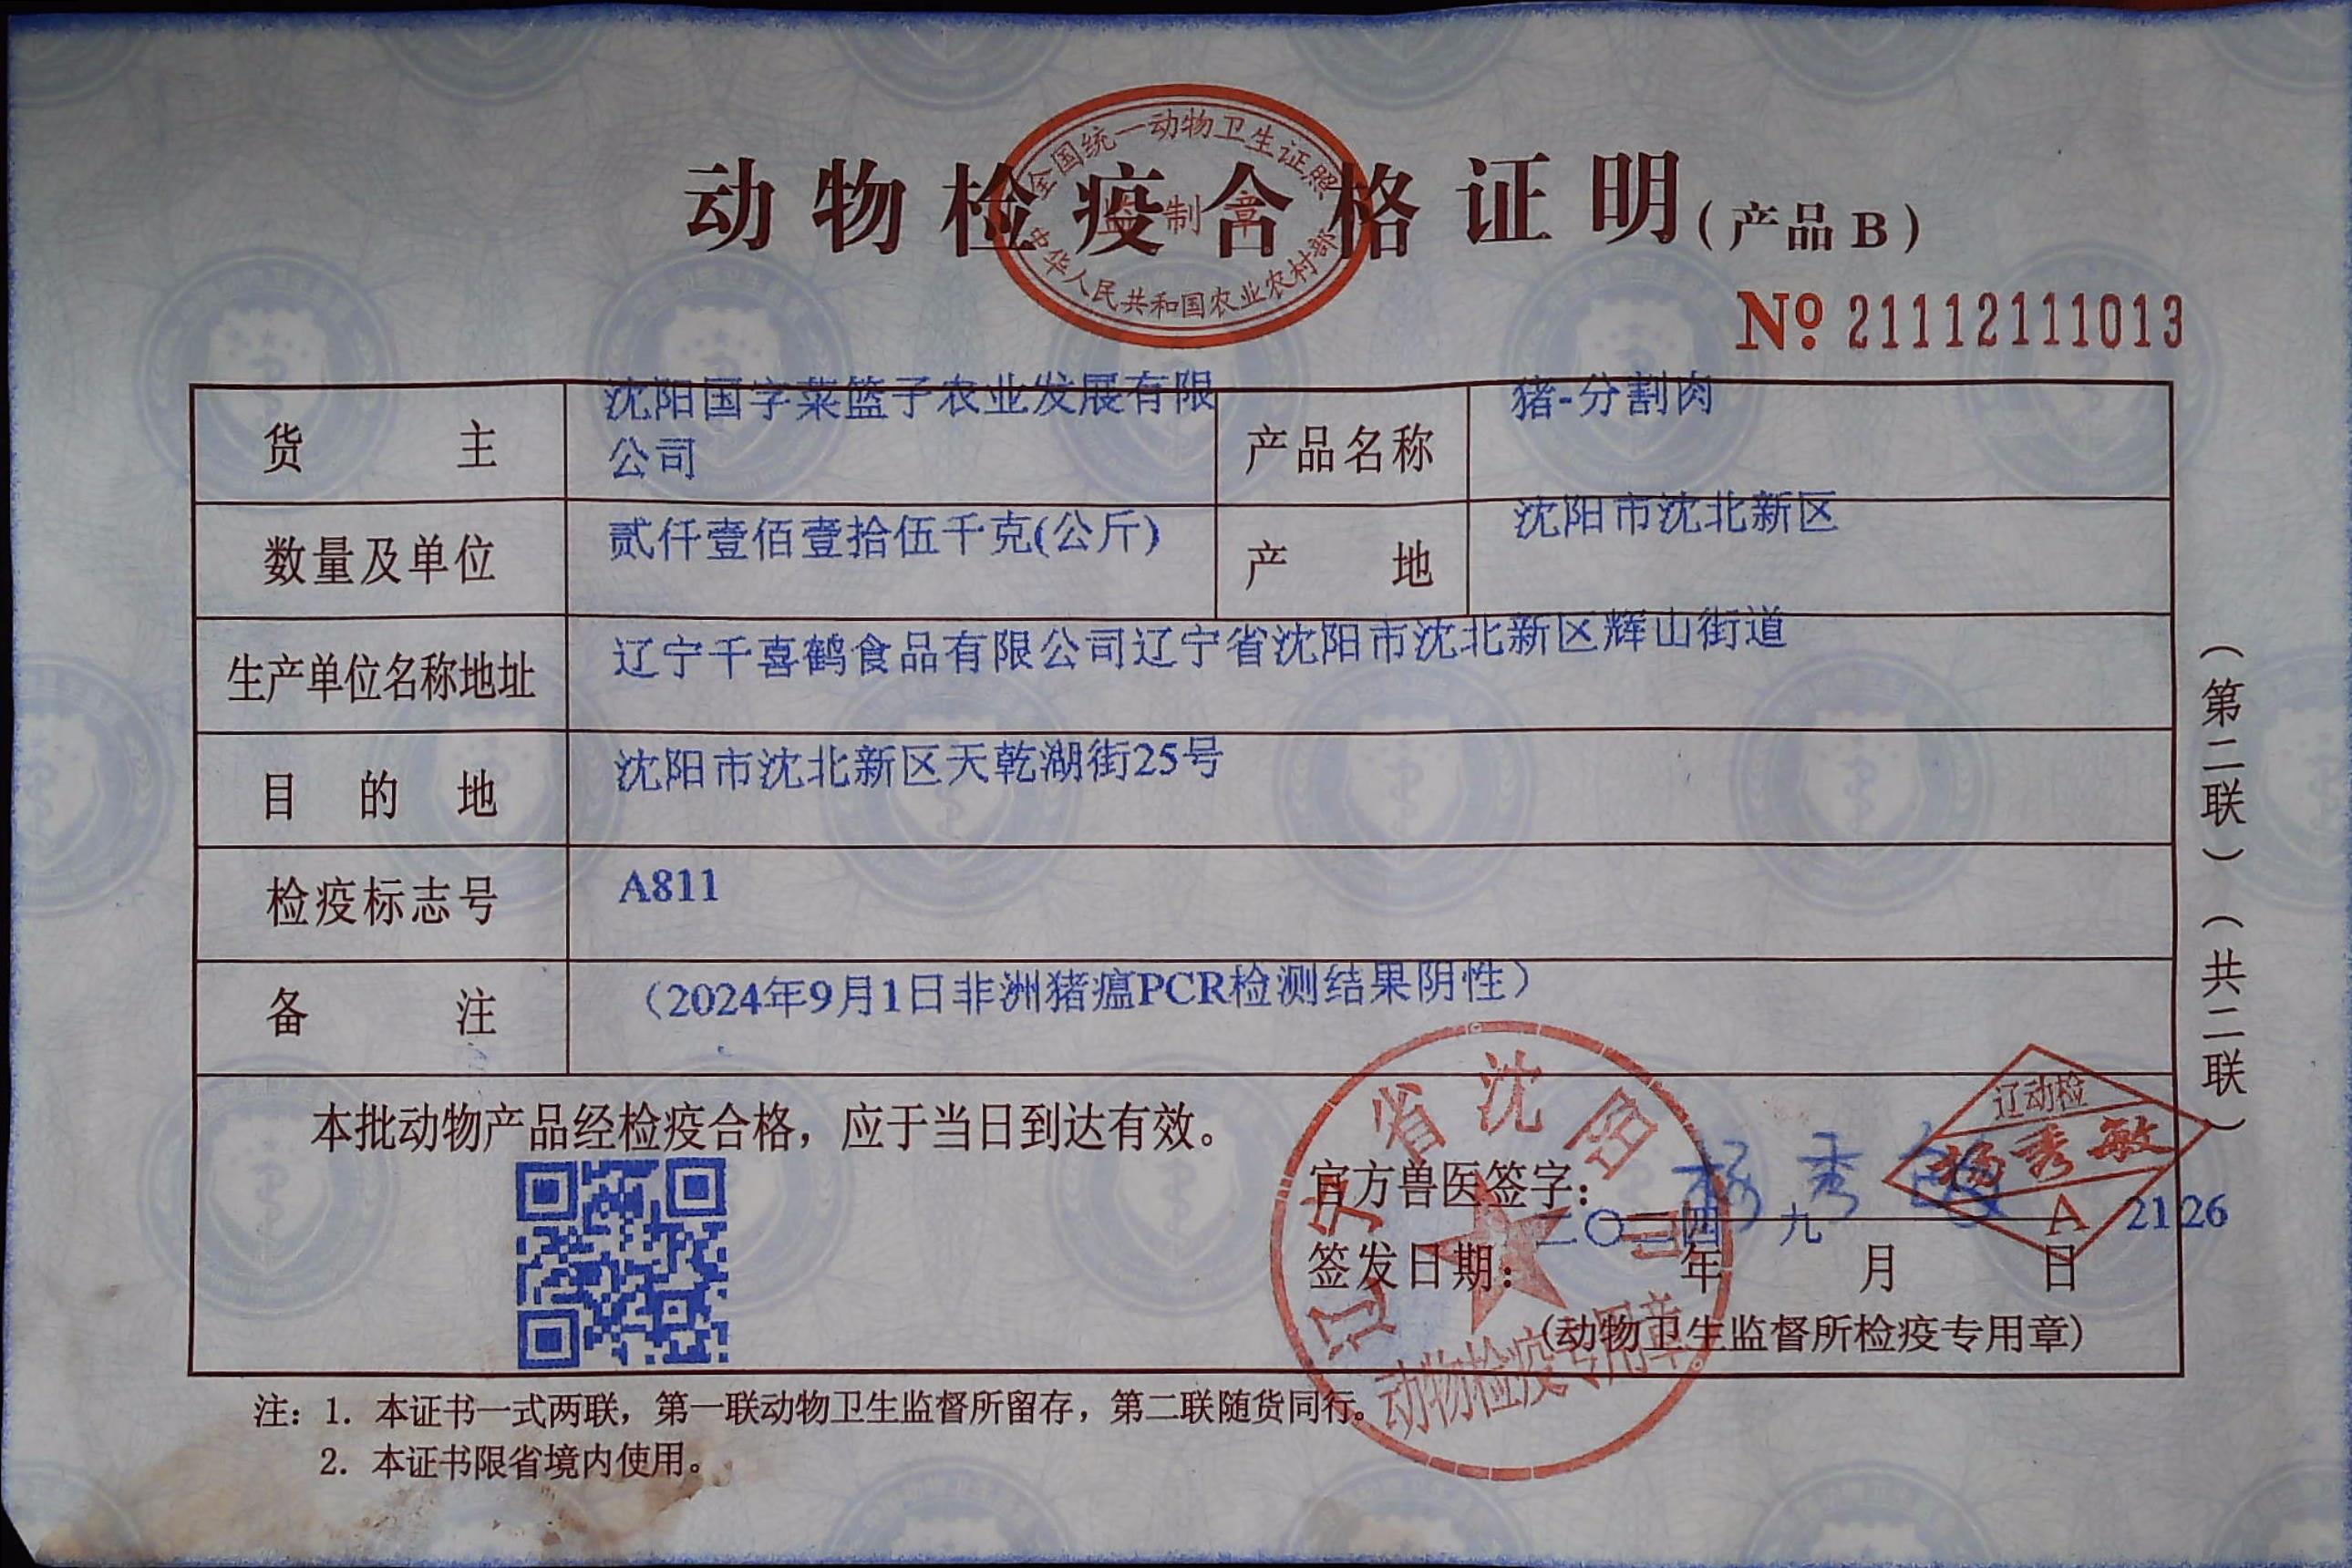 全国统一动物卫生证照
监制章
中华人民共和国农业农村部
动物检疫合格证明(产品B)
№ 21112111013
货主 沈阳国字菜篮子农业发展有限
公司
产品名称 猪-分割肉
数量及单位 贰仟壹佰壹拾伍千克(公斤)
产地 沈阳市沈北新区
生产单位名称地址 辽宁千喜鹤食品有限公司辽宁省沈阳市沈北新区辉山街道
目的地 沈阳市沈北新区天乾湖街25号
检疫标志号 A811
备注 （2024年9月1日非洲猪瘟PCR检测结果阴性）
（第二联）（共二联）
本批动物产品经检疫合格，应于当日到达有效。
官方兽医签字：杨秀敏
辽动检
杨秀敏
A
2126
二〇二四 九
签发日期： 年 月 日
(动物卫生监督所检疫专用章)
辽宁省沈阳
动物检疫专用章
注：1. 本证书一式两联，第一联动物卫生监督所留存，第二联随货同行。
2. 本证书限省境内使用。